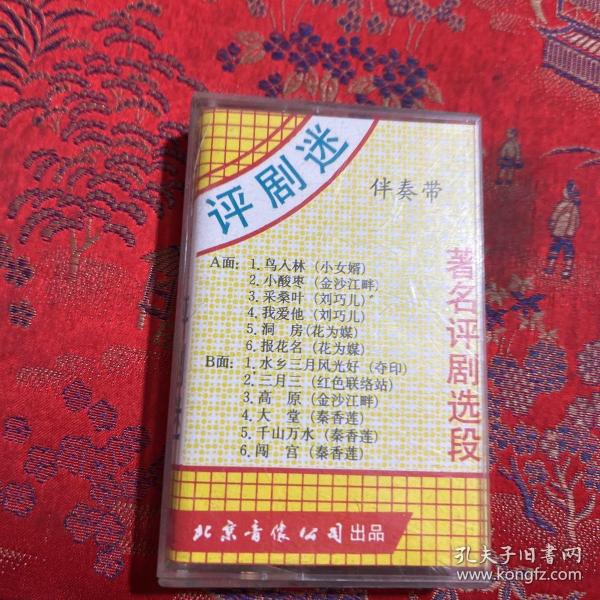 评剧迷
伴奏带
著名评剧选段
A面：1.鸟入林（小女婿）
2.小酸枣（金沙江畔）
3.采桑叶（刘巧儿）
4.我爱他（刘巧儿）
5.洞 房（花为媒）
6.报花名（花为媒）
B面：1.水乡三月风光好（夺印）
2.三月三（红色联络站）
3.高 原（金沙江畔）
4.大 堂（秦香莲）
5.千山万水（秦香莲）
6.闯 宫（秦香莲）
北京音像公司出品
孔夫子旧书网
www.kongfz.com